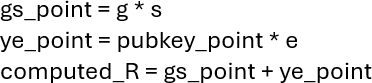 gs_point = g * s
ye_point = pubkey_point * e
computed_R = gs_point + ye_point